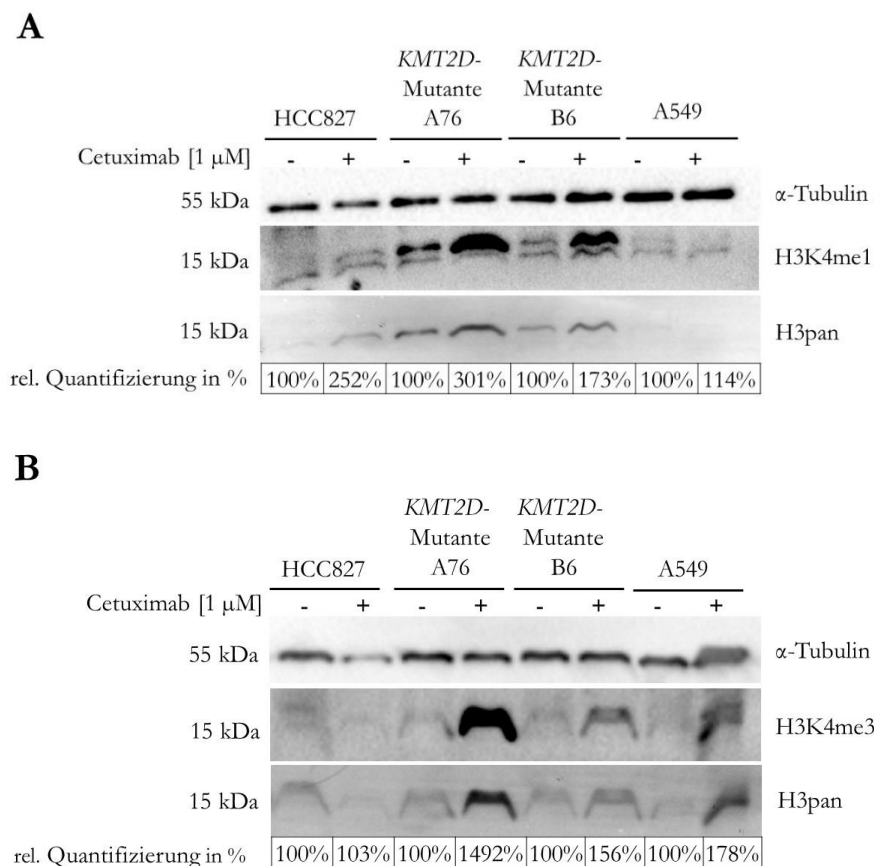 A
KMT2D- KMT2D-
Mutante Mutante
HCC827 A76 B6 A549
Cetuximab [1 µM] - + - + - + - +
55 kDa α-Tubulin
15 kDa H3K4me1
15 kDa H3pan
rel. Quantifizierung in % 100% 252% 100% 301% 100% 173% 100% 114%
B
KMT2D- KMT2D-
Mutante Mutante
HCC827 A76 B6 A549
Cetuximab [1 µM] - + - + - + - +
55 kDa α-Tubulin
15 kDa H3K4me3
15 kDa H3pan
rel. Quantifizierung in % 100% 103% 100% 1492% 100% 156% 100% 178%